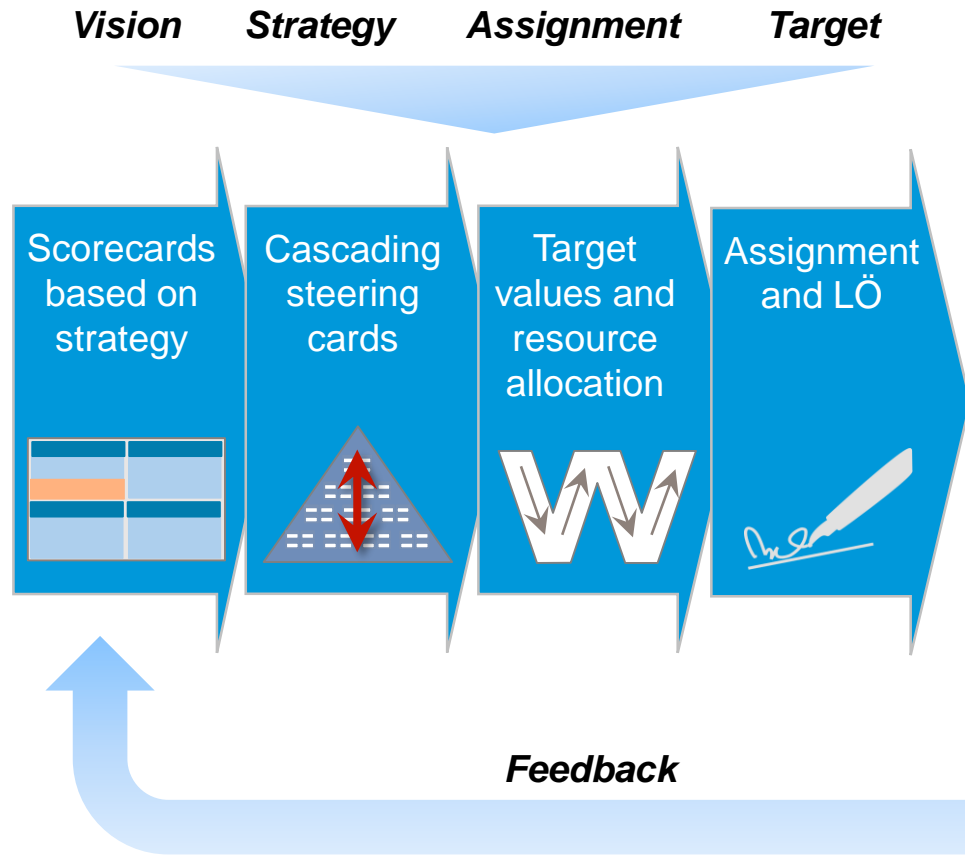 Vision Strategy Assignment Target
Scorecards
based on
strategy
Cascading
steering
cards
Target
values and
resource
allocation
Assignment
and LÖ
Feedback